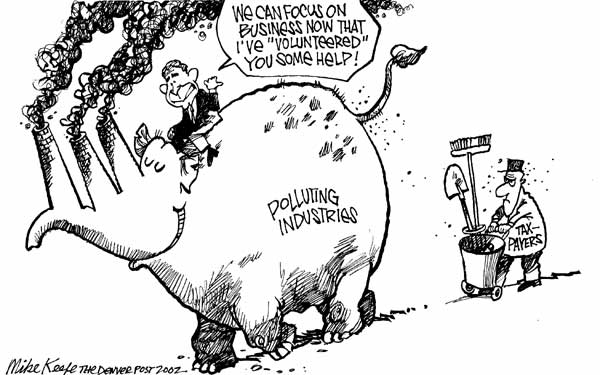 WE CAN FOCUS ON
BUSINESS NOW THAT
I'VE "VOLUNTEERED"
YOU SOME HELP!
POLLUTING
INDUSTRIES
TAX-
PAYERS
Mike Keefe THE DENVER POST 2002